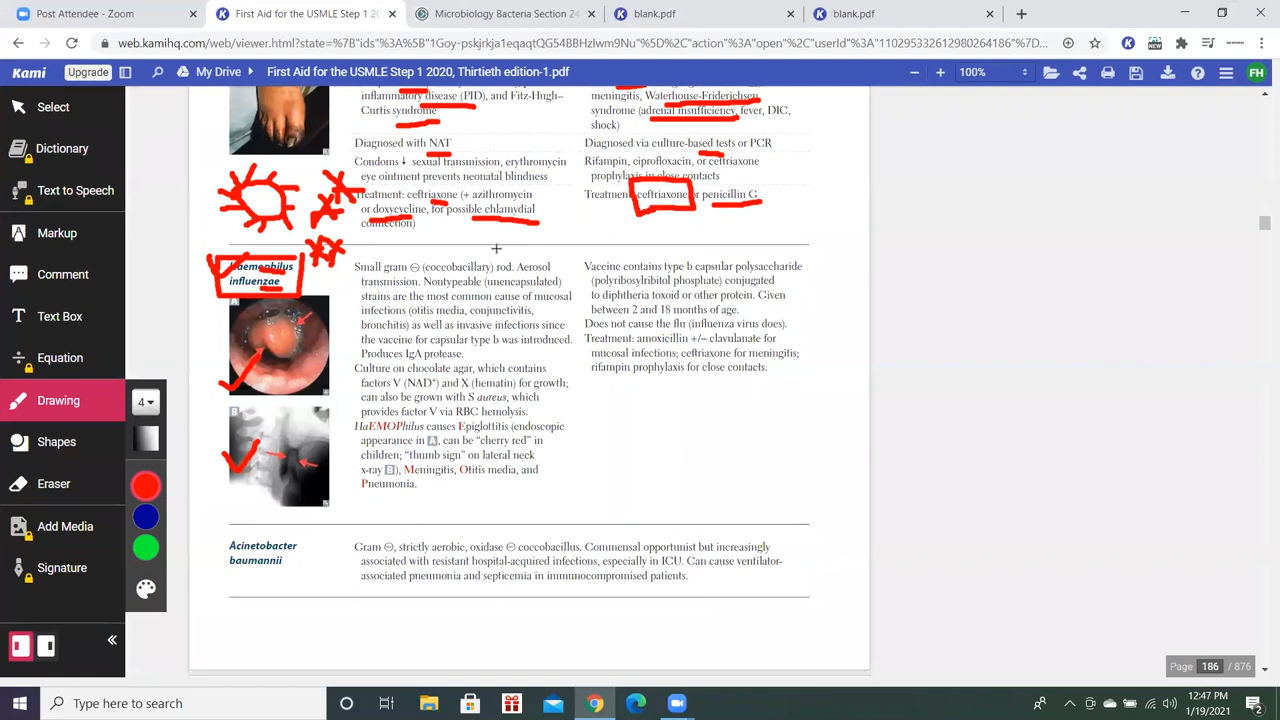 Post Attendee - Zoom
First Aid for the USMLE Step 1 20
Microbiology Bacteria Section 24
blank.pdf
blank.pdf
web.kamihq.com/web/viewer.html?state=%7B"ids"%3A%5B"1Gorpskjrkja1sqaqtQG54BBHzlwm9Nu"%5D%2C"action"%3A"open"%2C"userId"%3A"110295332612980264186"%7D...
Kami
Upgrade
My Drive
First Aid for the USMLE Step 1 2020, Thirtieth edition-1.pdf
100%
FH
Select
Dictionary
Text to Speech
Markup
Comment
Text Box
Equation
Drawing
4
Shapes
Eraser
Add Media
Signature
inflammatory disease (PID), and Fitz-Hugh–
Curtis syndrome
Diagnosed with NAT
Condoms ↓ sexual transmission, erythromycin
eye ointment prevents neonatal blindness
Treatment: ceftriaxone (+ azithromycin
or doxycycline, for possible chlamydial
meningitis, Waterhouse-Friderichsen
syndrome (adrenal insufficiency, fever, DIC,
shock)
Diagnosed via culture-based tests or PCR
Rifampin, ciprofloxacin, or ceftriaxone
prophylaxis in close contacts
Treatment: ceftriaxone or penicillin G
Haemophilus
influenzae
A
B
Small gram ⊖ (coccobacillary) rod. Aerosol
transmission. Nontypeable (unencapsulated)
strains are the most common cause of mucosal
infections (otitis media, conjunctivitis,
bronchitis) as well as invasive infections since
the vaccine for capsular type b was introduced.
Produces IgA protease.
Culture on chocolate agar, which contains
factors V (NAD+) and X (hematin) for growth;
can also be grown with S aureus, which
provides factor V via RBC hemolysis.
HaEMOPhilus causes Epiglottitis (endoscopic
appearance in A, can be “cherry red” in
children; “thumb sign” on lateral neck
x-ray B), Meningitis, Otitis media, and
Pneumonia.
Vaccine contains type b capsular polysaccharide
(polyribosylribitol phosphate) conjugated
to diphtheria toxoid or other protein. Given
between 2 and 18 months of age.
Does not cause the flu (influenza virus does).
Treatment: amoxicillin +/− clavulanate for
mucosal infections; ceftriaxone for meningitis;
rifampin prophylaxis for close contacts.
Acinetobacter
baumannii
Gram ⊖, strictly aerobic, oxidase ⊖ coccobacillus. Commensal opportunist but increasingly
associated with resistant hospital-acquired infections, especially in ICU. Can cause ventilator-
associated pneumonia and septicemia in immunocompromised patients.
Page 186 / 876
Type here to search
12:47 PM
1/19/2021
2